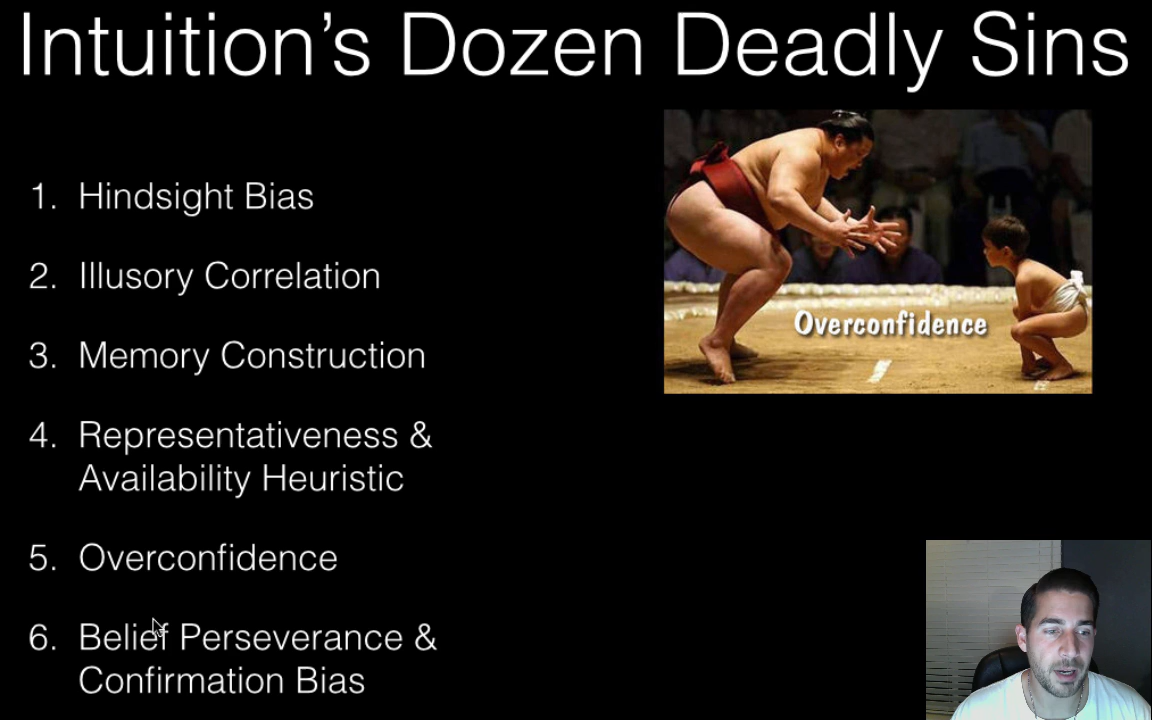 Intuition’s Dozen Deadly Sins
1. Hindsight Bias
2. Illusory Correlation
3. Memory Construction
4. Representativeness &
Availability Heuristic
5. Overconfidence
6. Belief Perseverance &
Confirmation Bias
Overconfidence